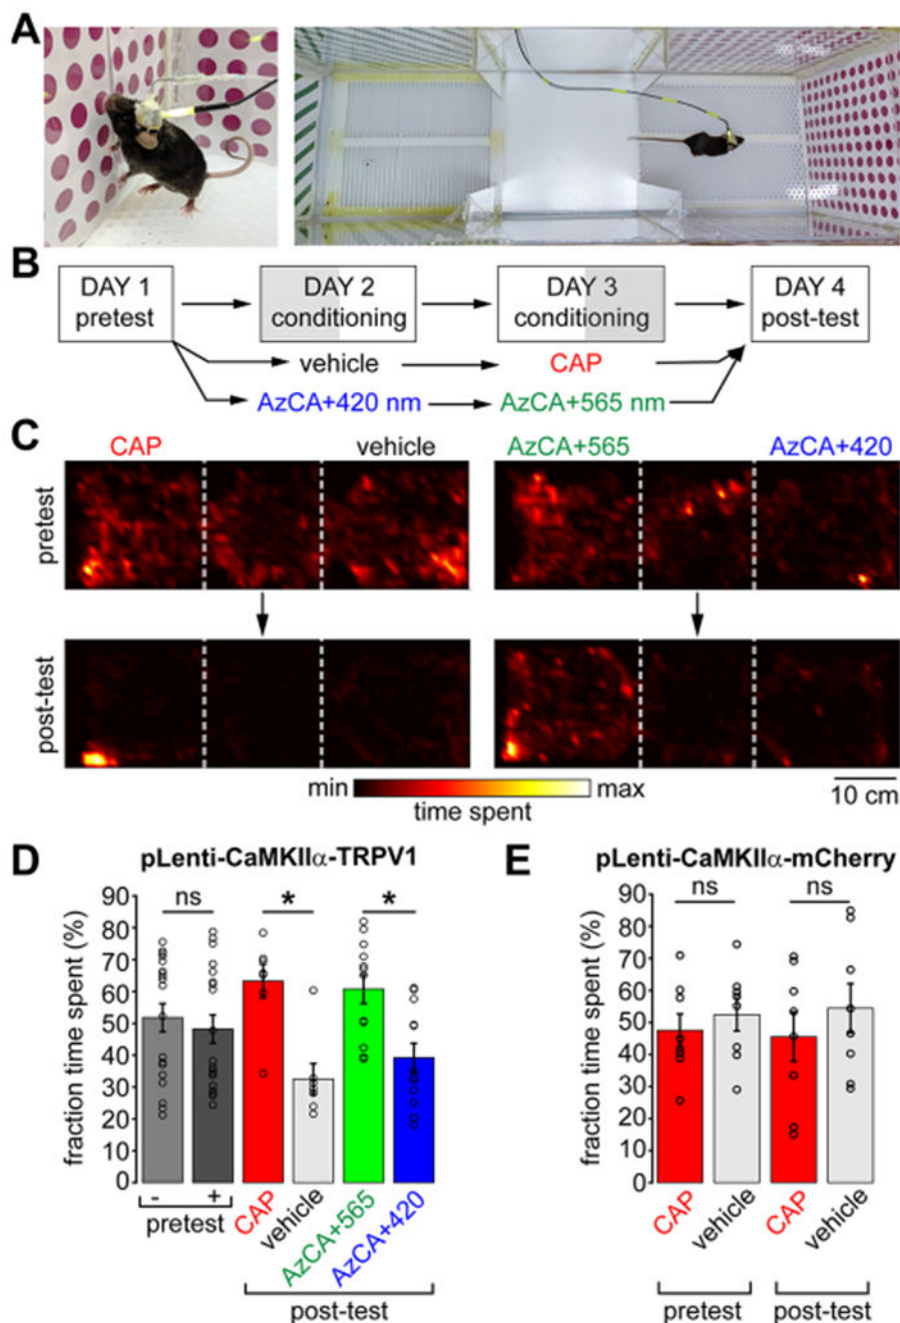 A
B
DAY 1 DAY 2 DAY 3 DAY 4
pretest conditioning conditioning post-test
vehicle CAP
AzCA+420 nm AzCA+565 nm
C
CAP vehicle AzCA+565 AzCA+420
pretest
post-test
min max
time spent
10 cm
D
pLenti-CaMKIIα-TRPV1
fraction time spent (%)
90
80
70
60
50
40
30
20
10
0
ns * *
- +
pretest
CAP
vehicle
AzCA+565
AzCA+420
post-test
E
pLenti-CaMKIIα-mCherry
fraction time spent (%)
90
80
70
60
50
40
30
20
10
0
ns ns
CAP
vehicle
CAP
vehicle
pretest post-test